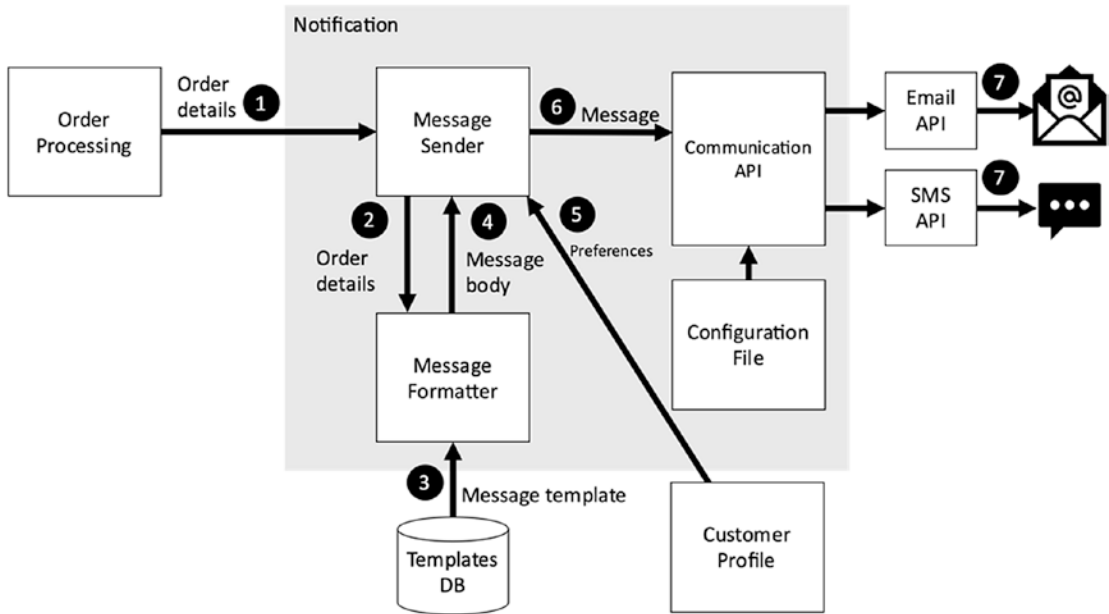 Notification
Order
Processing
Order
details
1
Message
Sender
6
Message
Communication
API
Email
API
7
@
SMS
API
7
2
Order
details
4
Message
body
5
Preferences
Message
Formatter
Configuration
File
3
Message template
Templates
DB
Customer
Profile